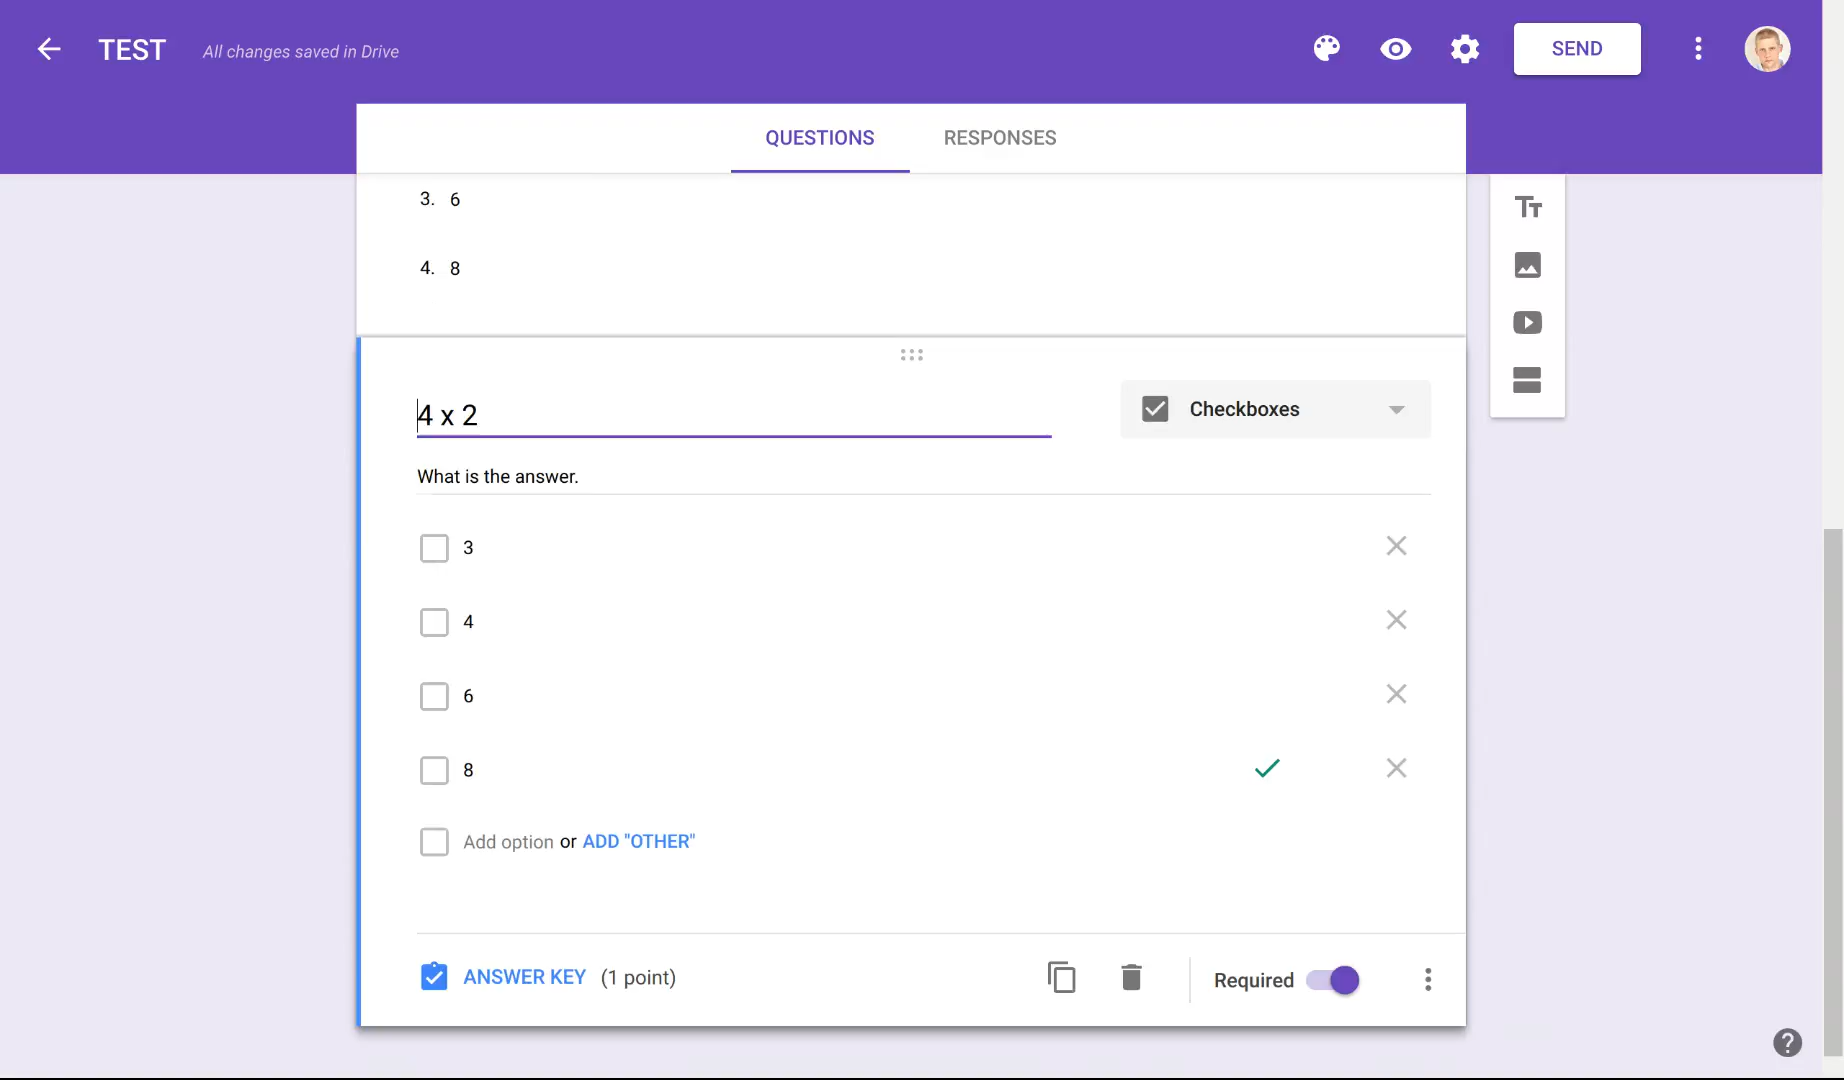 TEST All changes saved in Drive SEND
QUESTIONS RESPONSES
3. 6
4. 8
4 x 2 Checkboxes
What is the answer.
3
4
6
8
Add option or ADD "OTHER"
ANSWER KEY (1 point) Required